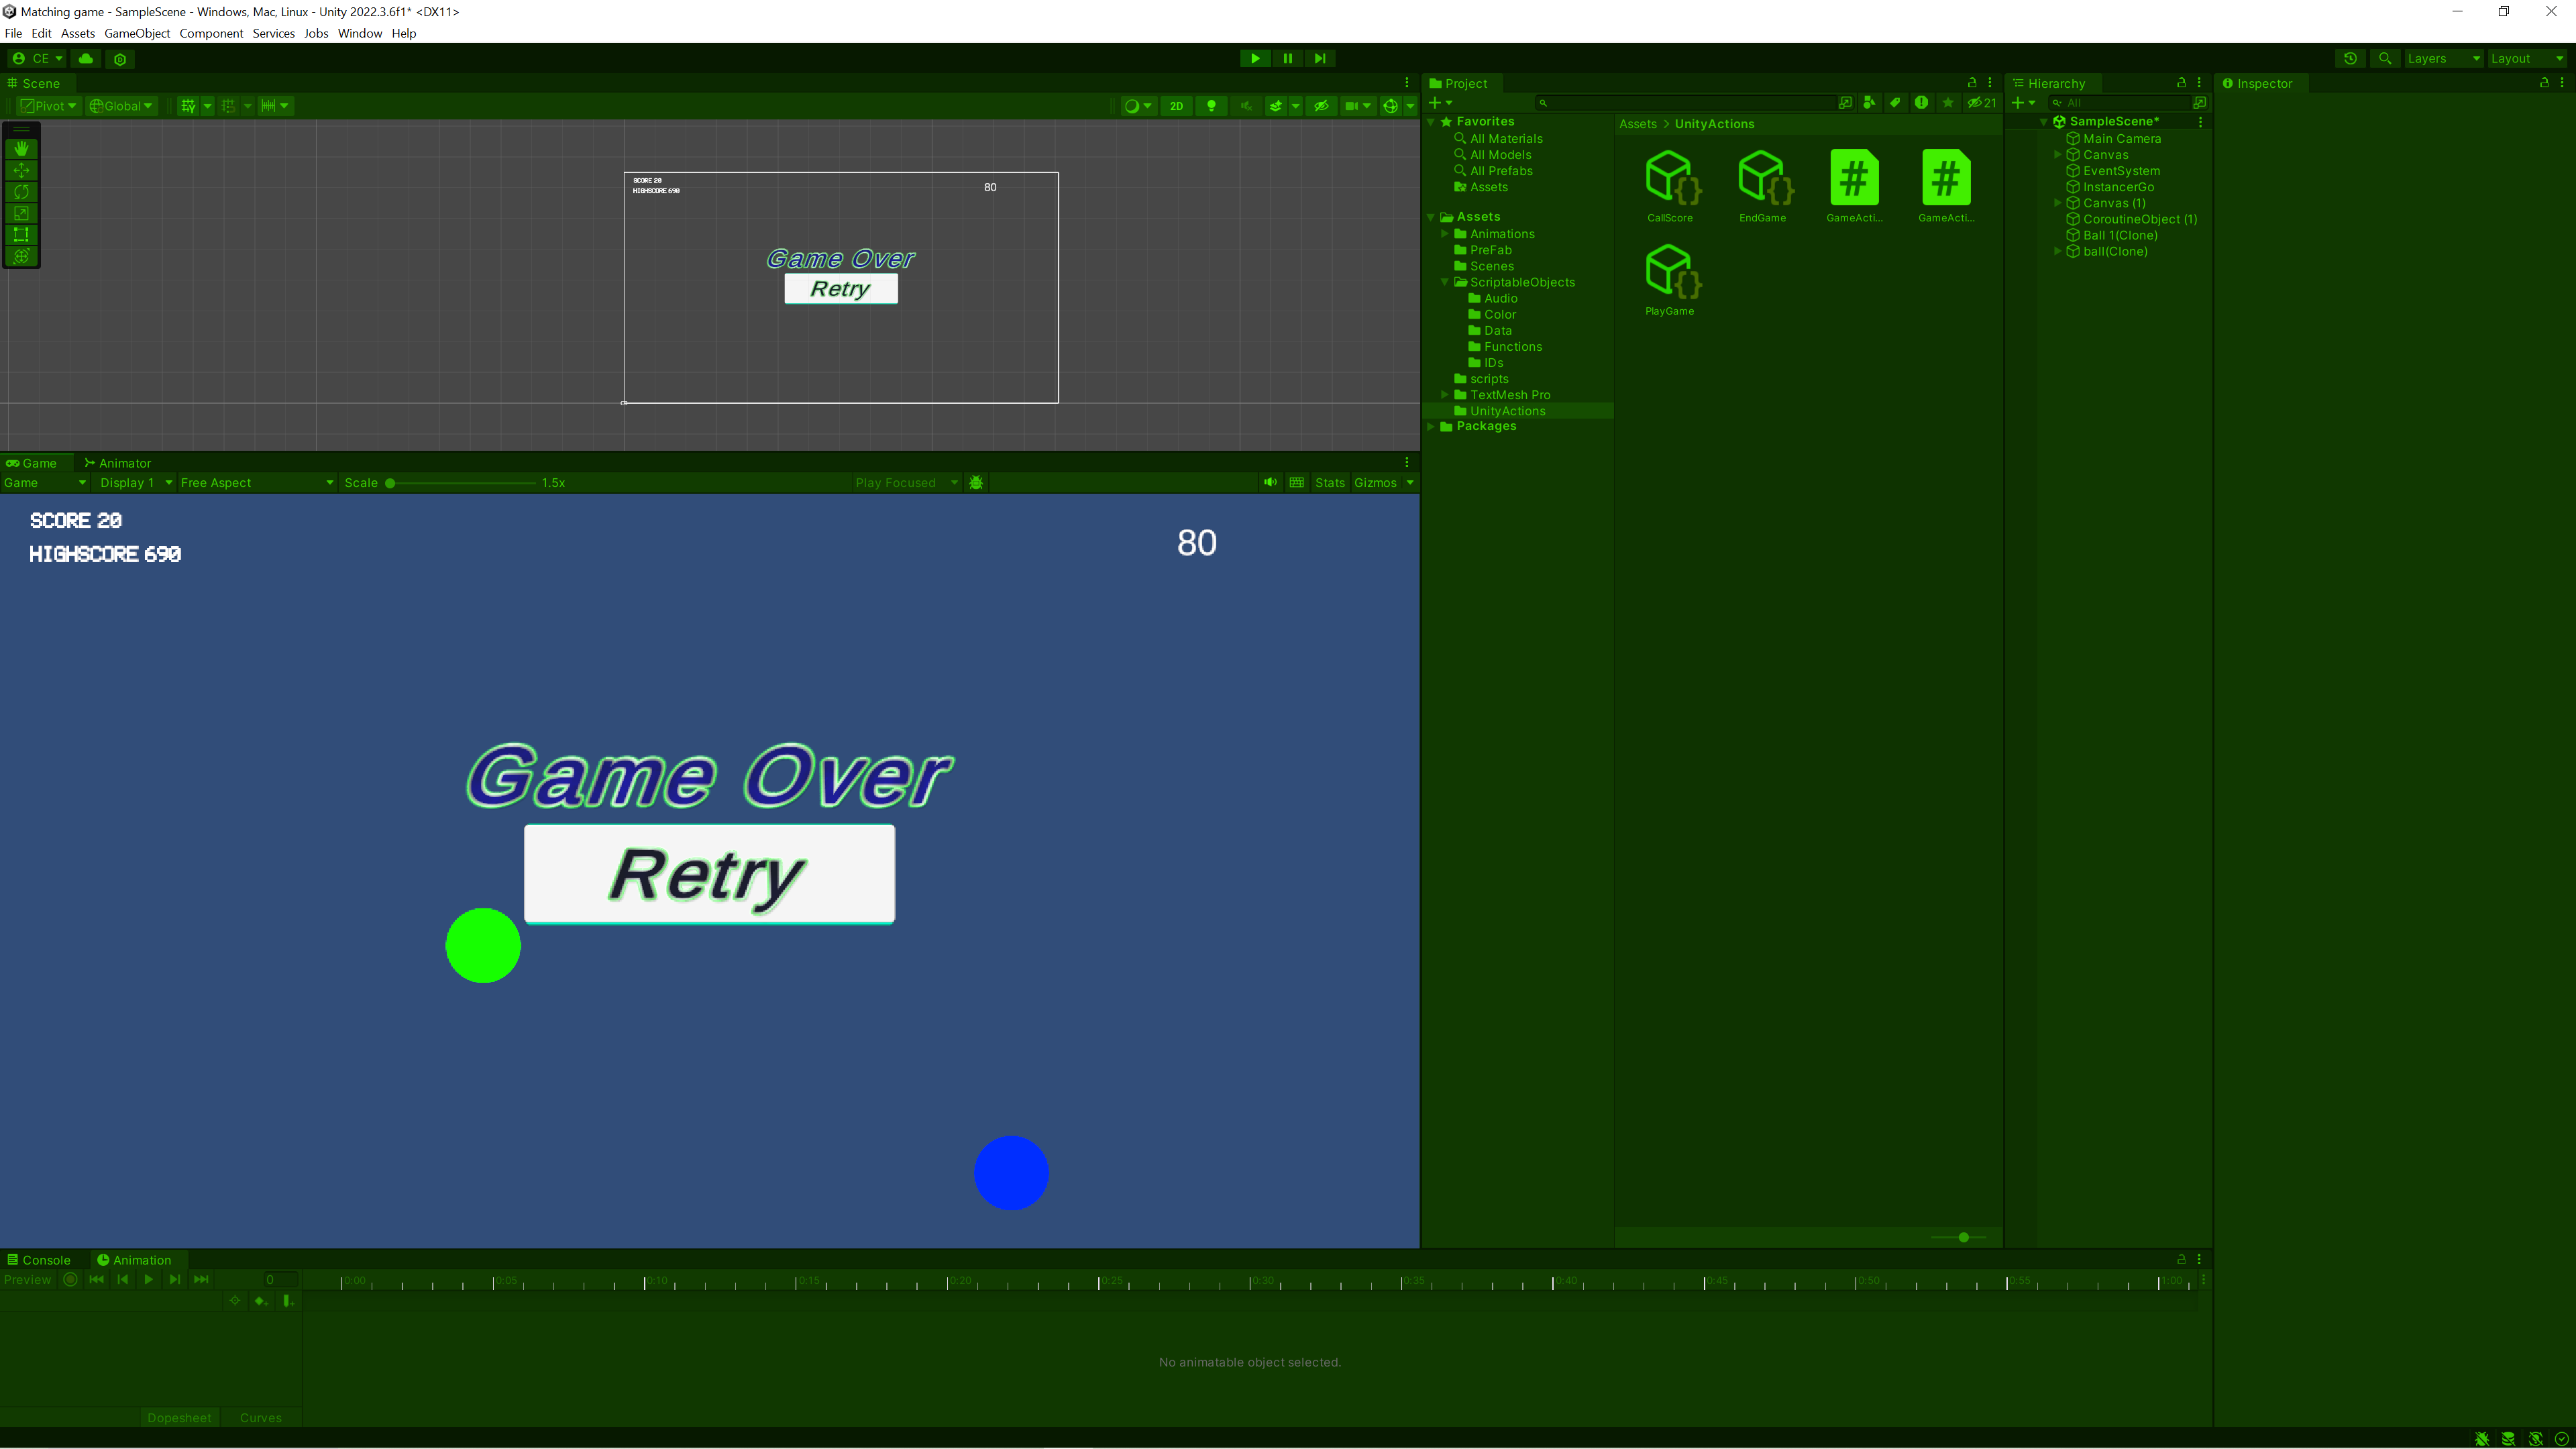 Matching game - SampleScene - Windows, Mac, Linux - Unity 2022.3.6f1* <DX11>
File Edit Assets GameObject Component Services Jobs Window Help
CE
Layers Layout
Scene
Pivot Global
2D
SCORE 20
HIGHSCORE 690
80
Game Over
Retry
Game Animator
Game Display 1 Free Aspect Scale 1.5x Play Focused Stats Gizmos
SCORE 20
HIGHSCORE 690
80
Game Over
Retry
Project
21
Favorites
All Materials
All Models
All Prefabs
Assets
Assets
Animations
PreFab
Scenes
ScriptableObjects
Audio
Color
Data
Functions
IDs
scripts
TextMesh Pro
UnityActions
Packages
Assets > UnityActions
CallScore EndGame GameActi... GameActi...
PlayGame
Hierarchy
All
SampleScene*
Main Camera
Canvas
EventSystem
InstancerGo
Canvas (1)
CoroutineObject (1)
Ball 1(Clone)
ball(Clone)
Inspector
Console Animation
Preview 0
0:00 0:05 0:10 0:15 0:20 0:25 0:30 0:35 0:40 0:45 0:50 0:55 1:00
No animatable object selected.
Dopesheet Curves